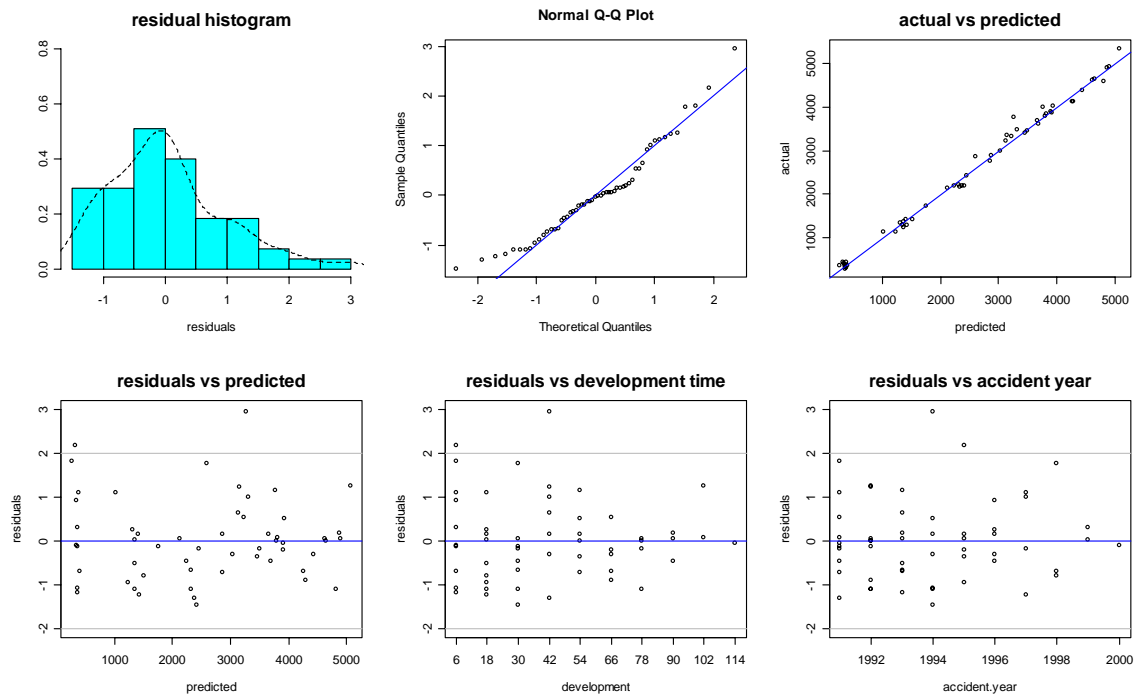 residual histogram
0.8
0.6
0.4
0.2
0.0
-1 0 1 2 3
residuals
Normal Q-Q Plot
Sample Quantiles
3
2
1
0
-1
-2 -1 0 1 2
Theoretical Quantiles
actual vs predicted
actual
5000
4000
3000
2000
1000
1000 2000 3000 4000 5000
predicted
residuals vs predicted
residuals
3
2
1
0
-1
-2
1000 2000 3000 4000 5000
predicted
residuals vs development time
residuals
3
2
1
0
-1
-2
6 18 30 42 54 66 78 90 102 114
development
residuals vs accident year
residuals
3
2
1
0
-1
-2
1992 1994 1996 1998 2000
accident.year